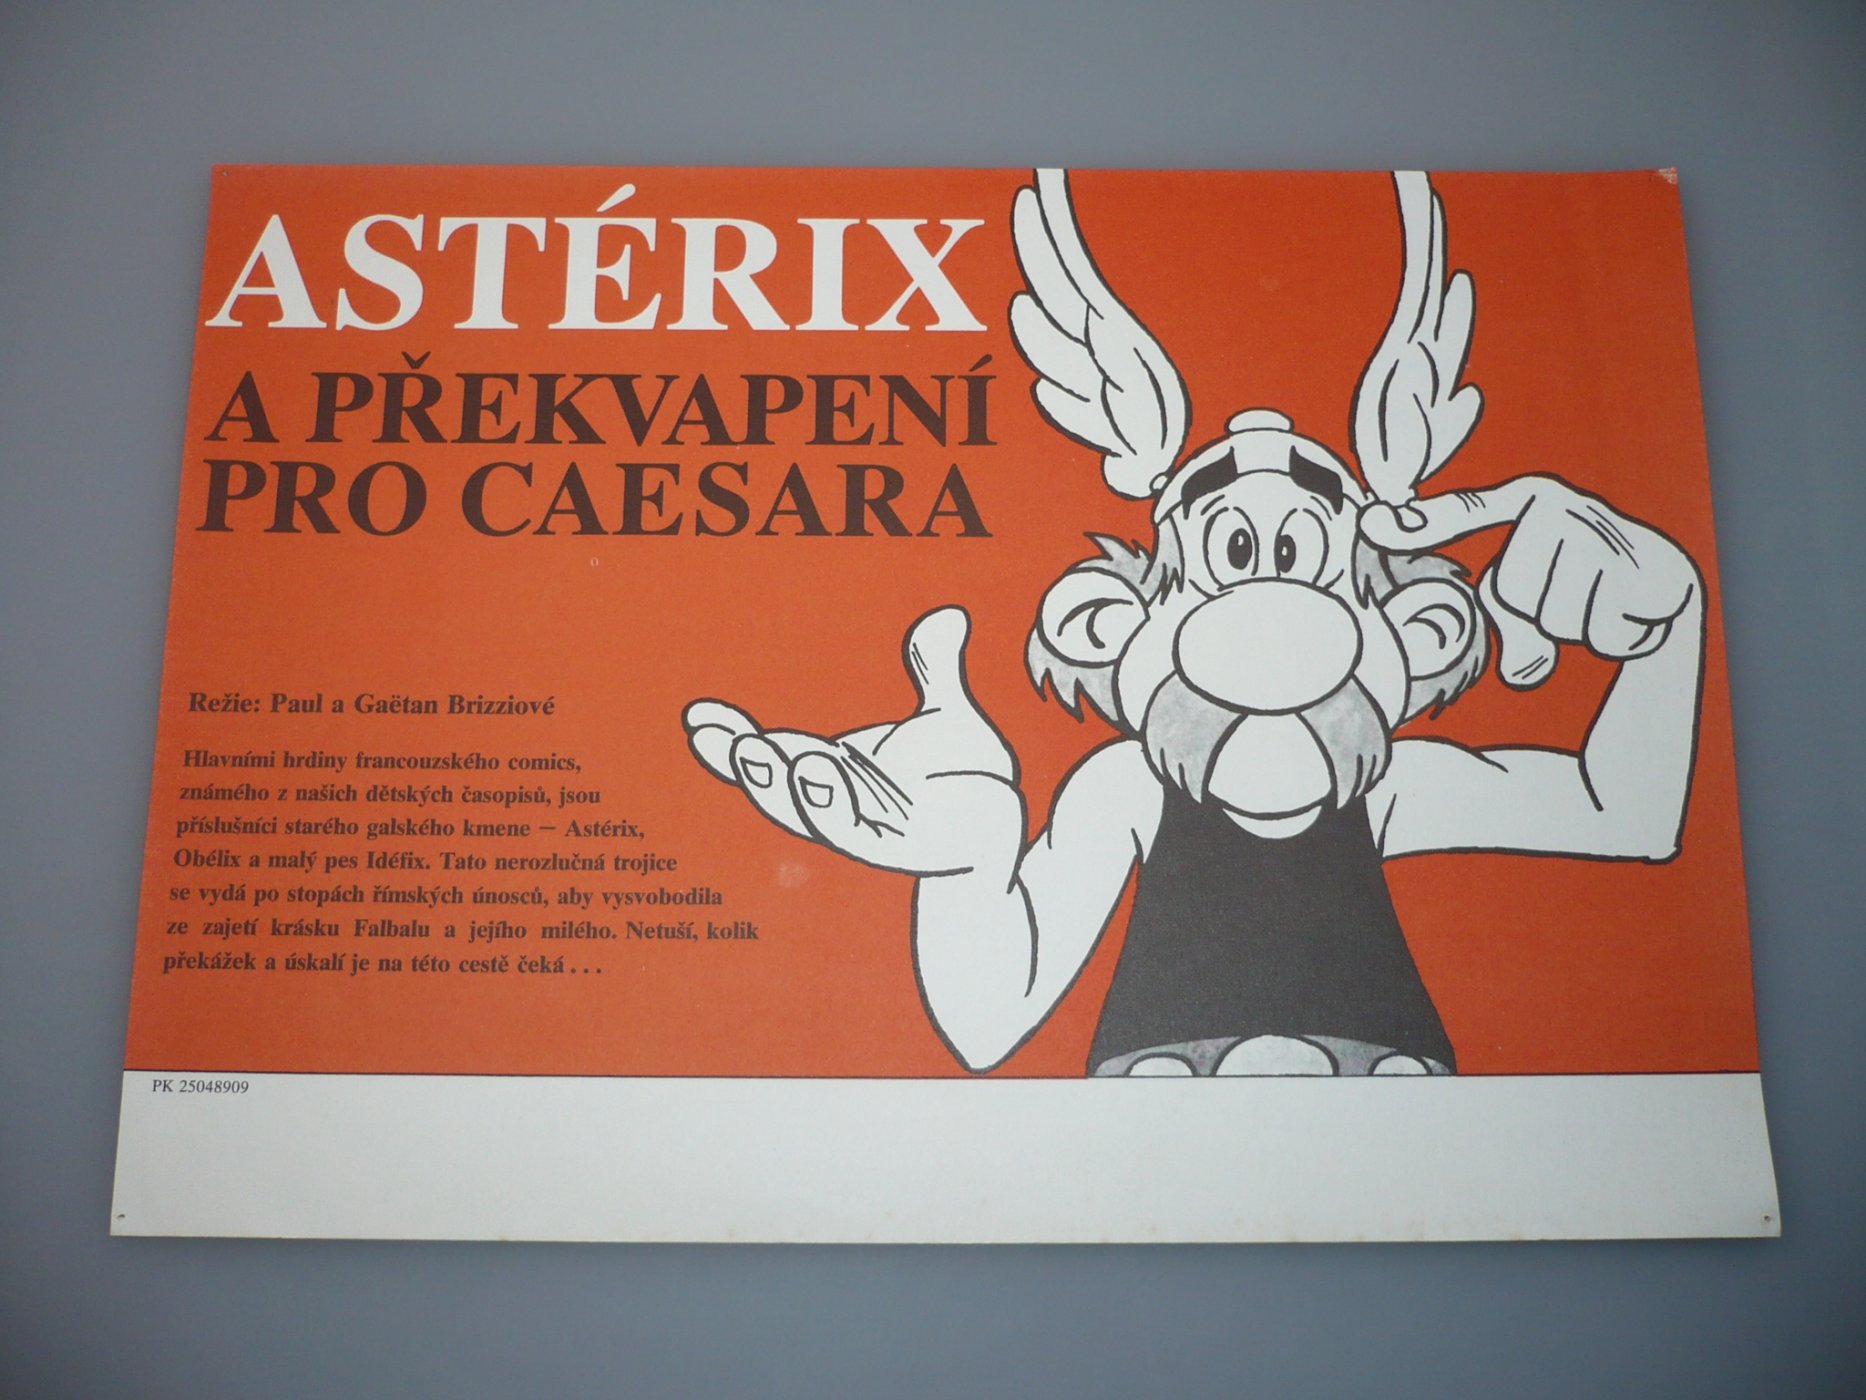 ASTÉRIX
A PŘEKVAPENÍ
PRO CAESARA
Režie: Paul a Gaëtan Brizziové
Hlavními hrdiny francouzského comics,
známého z našich dětských časopisů, jsou
příslušníci starého galského kmene — Astérix,
Obélix a malý pes Idéfix. Tato nerozlučná trojice
se vydá po stopách římských únosců, aby vysvobodila
ze zajetí krásku Falbalu a jejího milého. Netuší, kolik
překážek a úskalí je na této cestě čeká . . .
PK 25048909